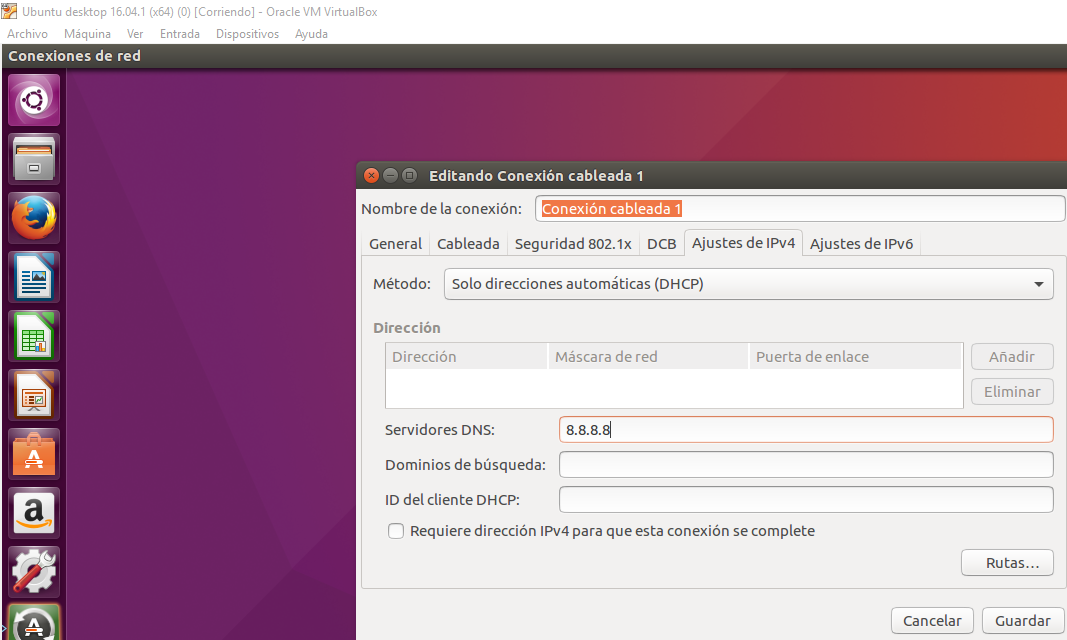 Ubuntu desktop 16.04.1 (x64) (0) [Corriendo] - Oracle VM VirtualBox
Archivo Máquina Ver Entrada Dispositivos Ayuda
Conexiones de red
Editando Conexión cableada 1
Nombre de la conexión: Conexión cableada 1
General Cableada Seguridad 802.1x DCB Ajustes de IPv4 Ajustes de IPv6
Método: Solo direcciones automáticas (DHCP)
Dirección
Dirección Máscara de red Puerta de enlace Añadir
Eliminar
Servidores DNS: 8.8.8.8
Dominios de búsqueda:
ID del cliente DHCP:
Requiere dirección IPv4 para que esta conexión se complete
Rutas...
Cancelar Guardar